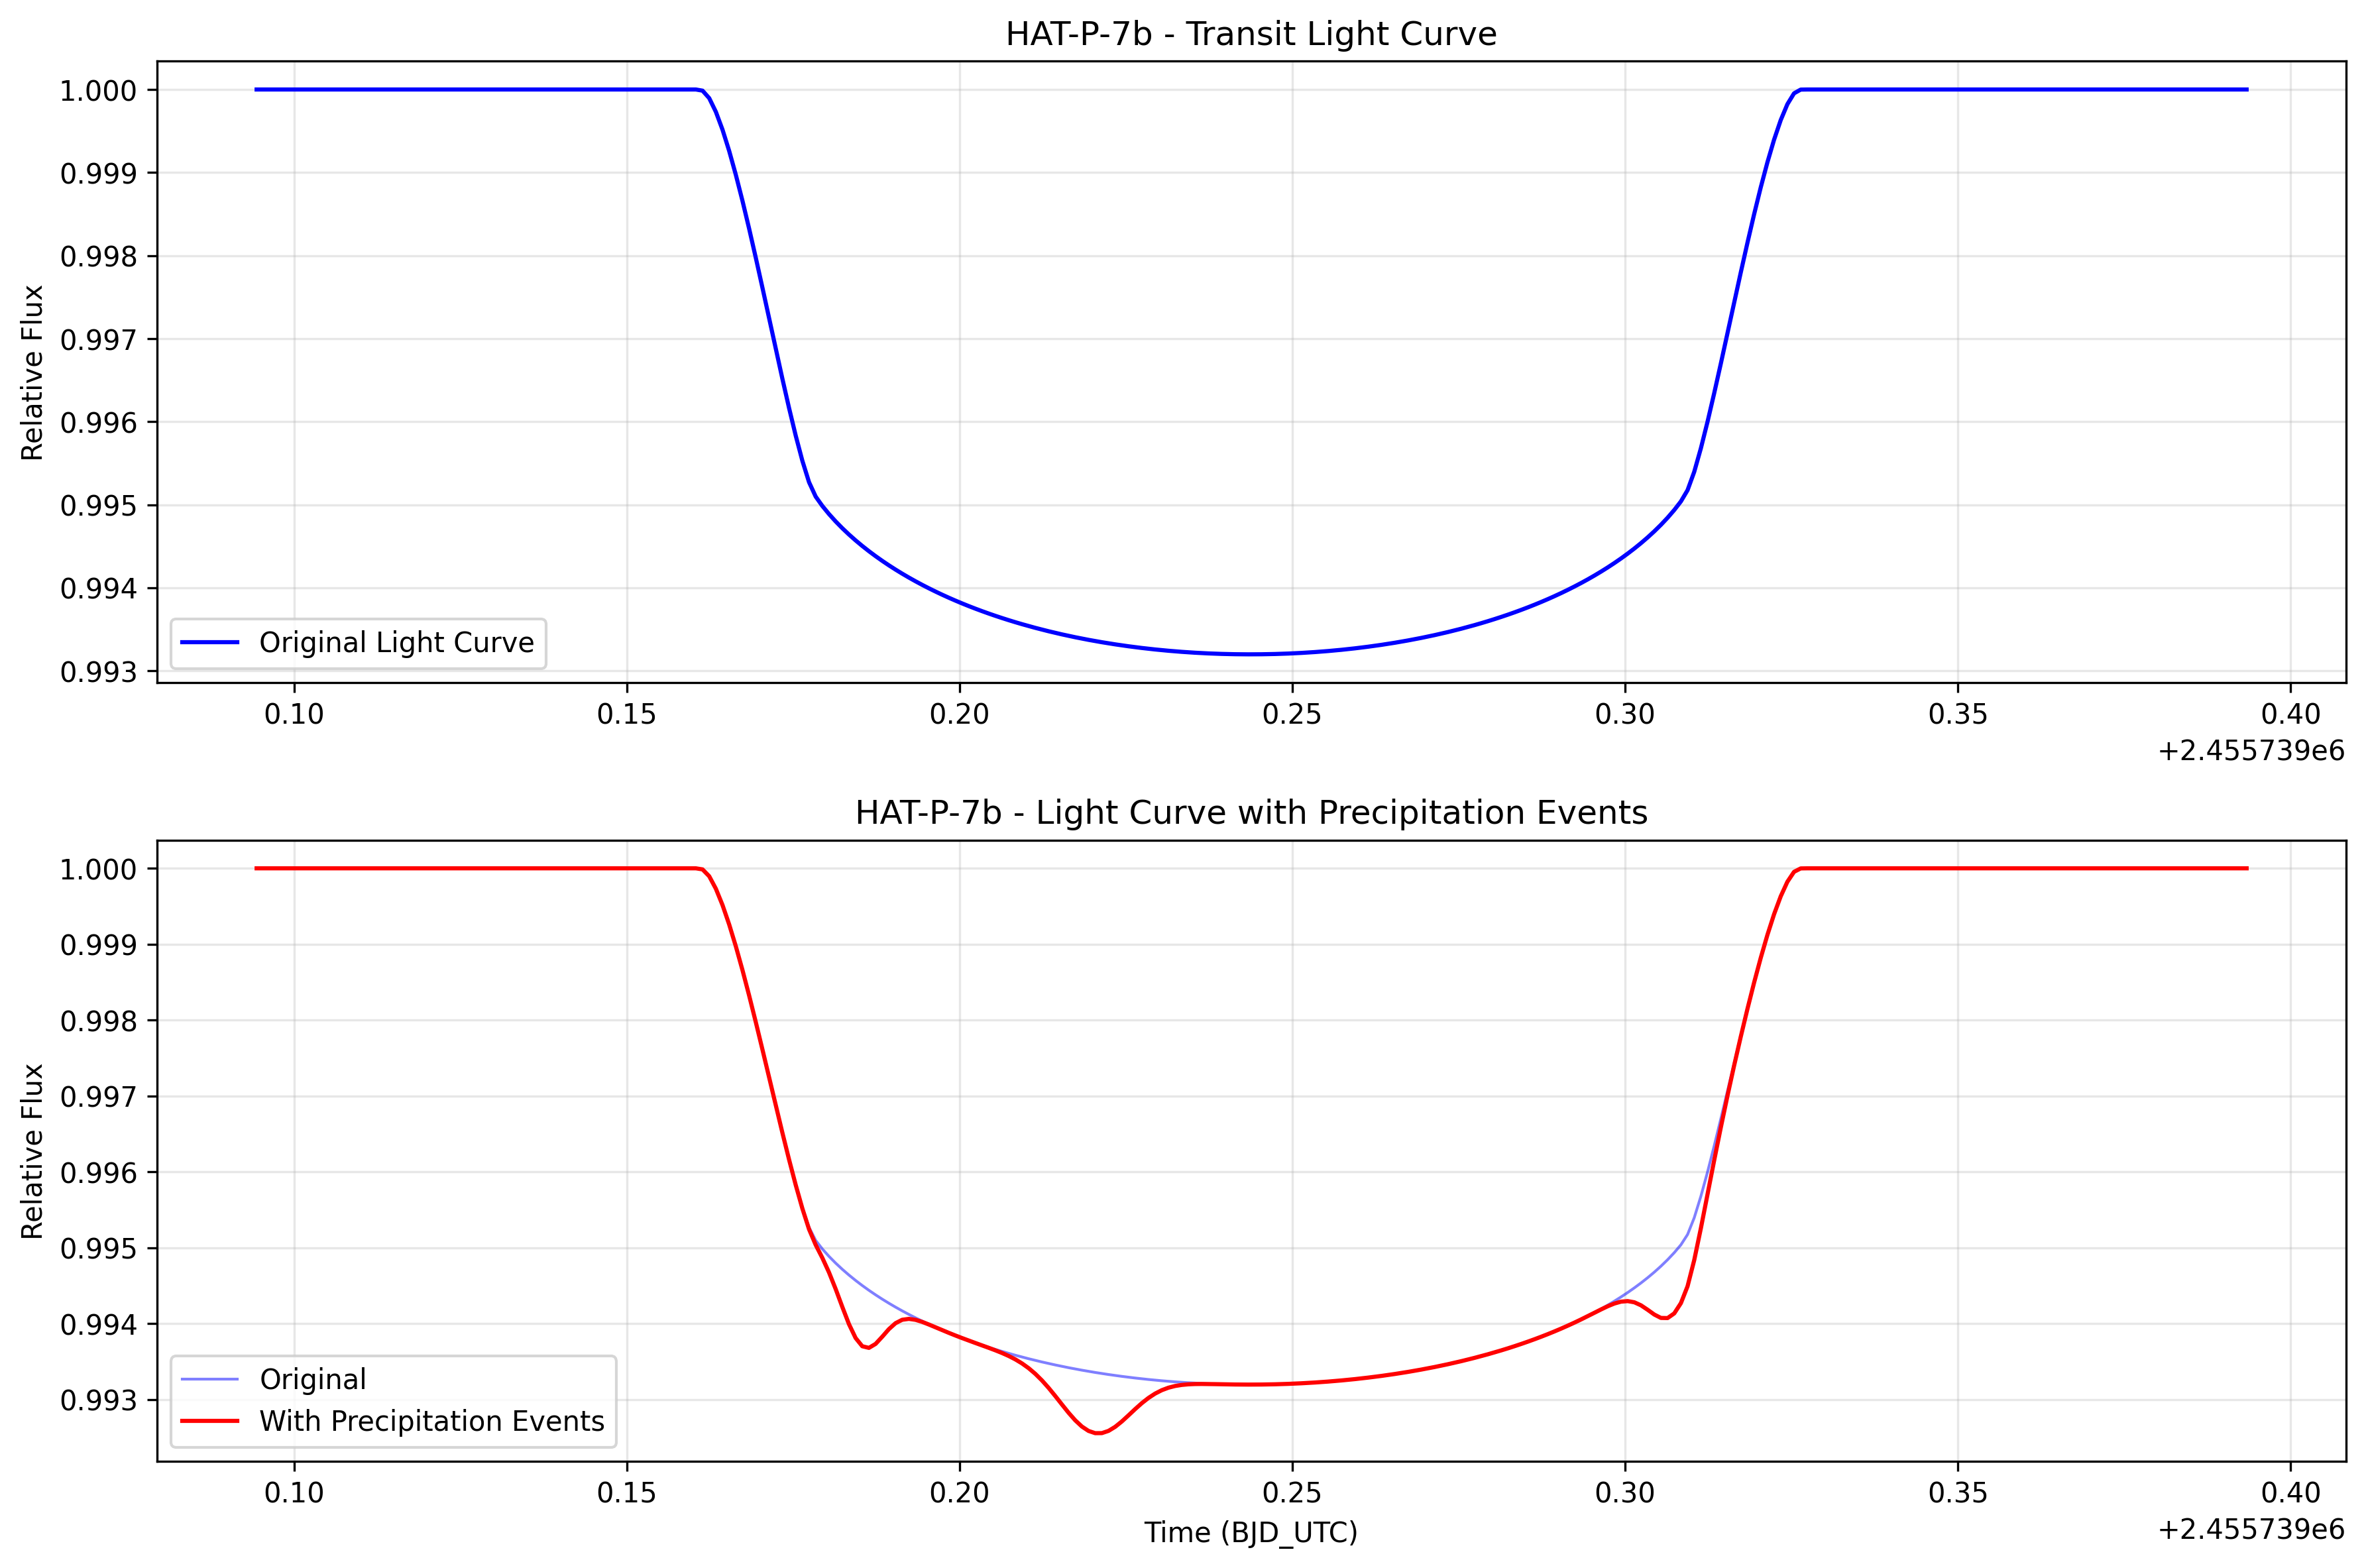 HAT-P-7b - Transit Light Curve
1.000
0.999
0.998
0.997
0.996
0.995
0.994
0.993
Relative Flux
Original Light Curve
0.10 0.15 0.20 0.25 0.30 0.35 0.40
+2.455739e6
HAT-P-7b - Light Curve with Precipitation Events
1.000
0.999
0.998
0.997
0.996
0.995
0.994
0.993
Relative Flux
Original
With Precipitation Events
0.10 0.15 0.20 0.25 0.30 0.35 0.40
Time (BJD_UTC)
+2.455739e6